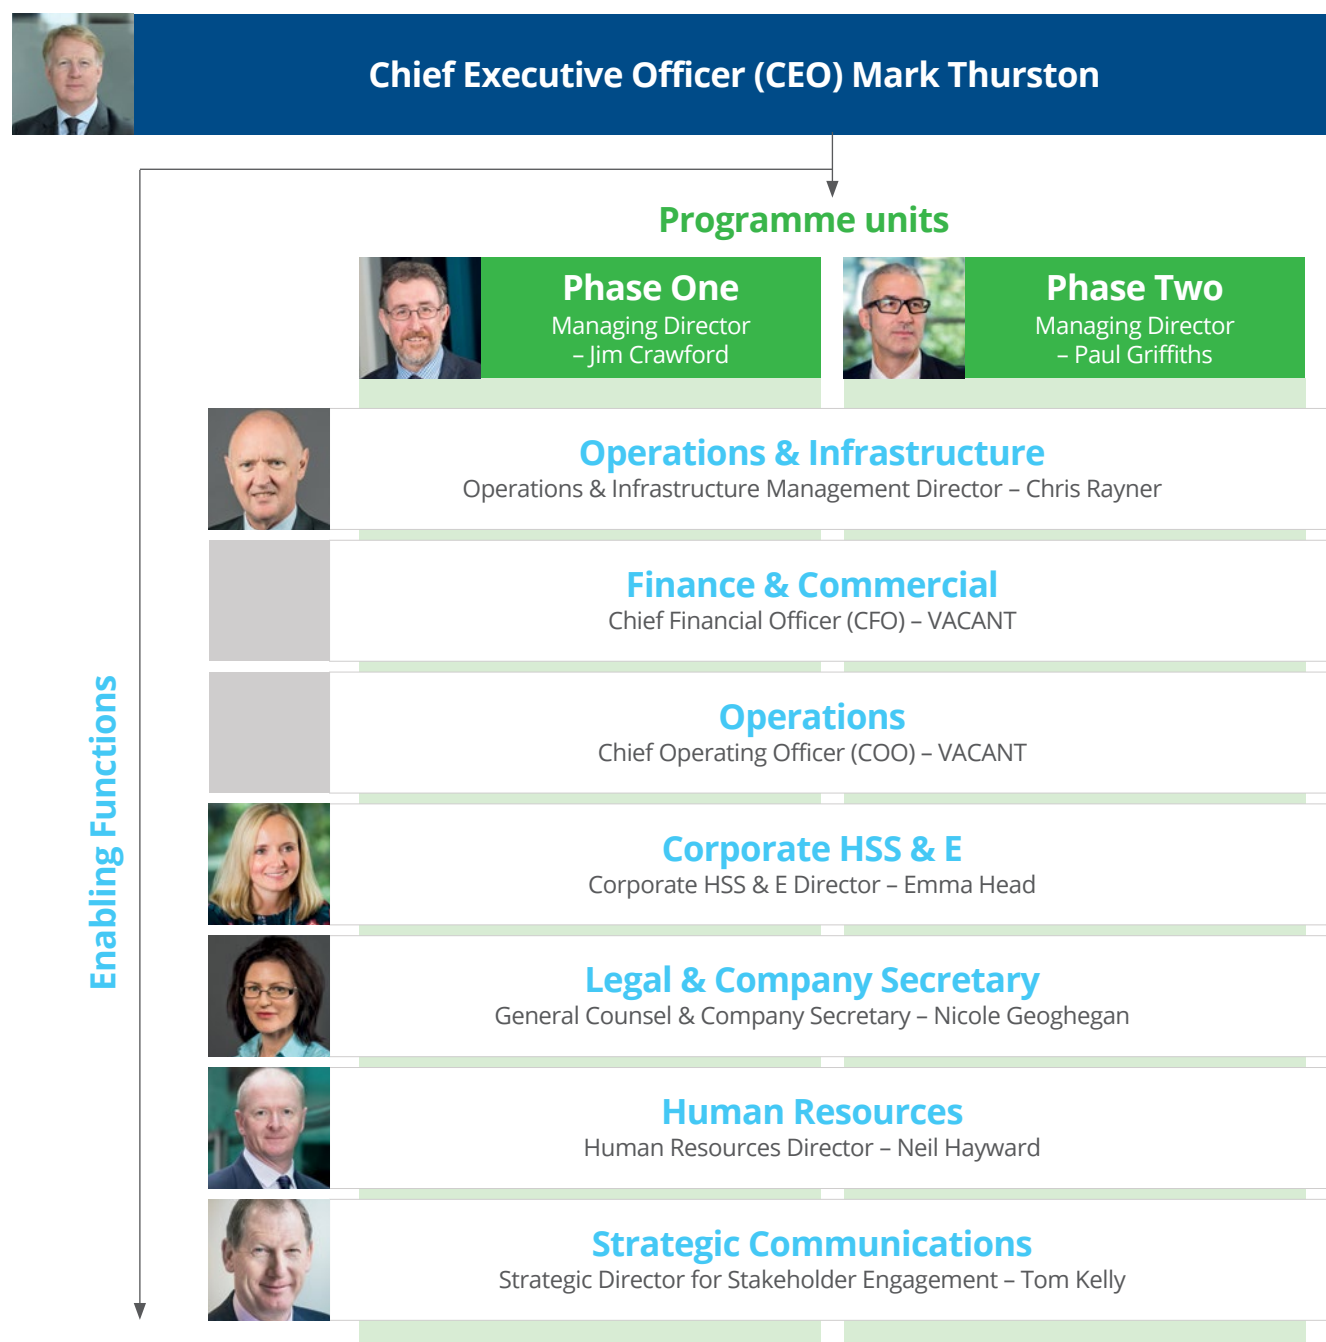 Chief Executive Officer (CEO) Mark Thurston
Programme units
Phase One
Managing Director
– Jim Crawford
Phase Two
Managing Director
– Paul Griffiths
Enabling Functions
Operations & Infrastructure
Operations & Infrastructure Management Director – Chris Rayner
Finance & Commercial
Chief Financial Officer (CFO) – VACANT
Operations
Chief Operating Officer (COO) – VACANT
Corporate HSS & E
Corporate HSS & E Director – Emma Head
Legal & Company Secretary
General Counsel & Company Secretary – Nicole Geoghegan
Human Resources
Human Resources Director – Neil Hayward
Strategic Communications
Strategic Director for Stakeholder Engagement – Tom Kelly